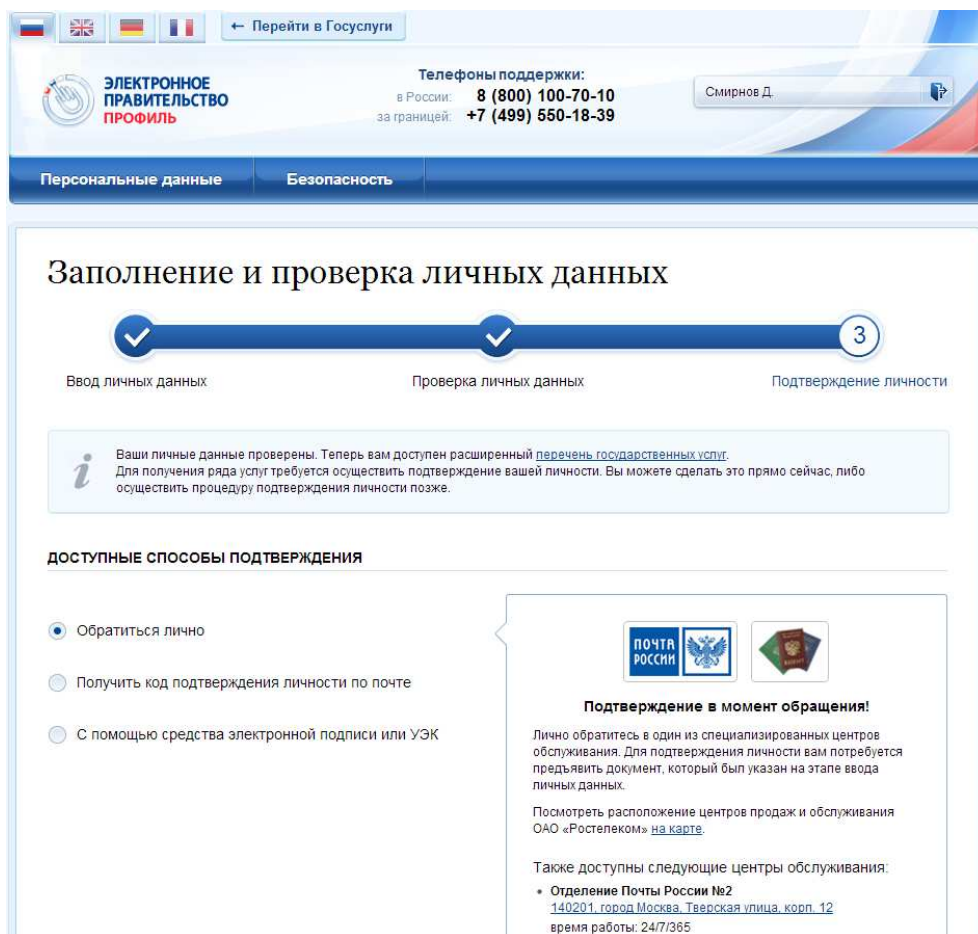 ← Перейти в Госуслуги
ЭЛЕКТРОННОЕ
ПРАВИТЕЛЬСТВО
ПРОФИЛЬ
Телефоны поддержки:
в России: 8 (800) 100-70-10
за границей: +7 (499) 550-18-39
Смирнов Д.
Персональные данные Безопасность
Заполнение и проверка личных данных
3
Ввод личных данных Проверка личных данных Подтверждение личности
i
Ваши личные данные проверены. Теперь вам доступен расширенный перечень государственных услуг.
Для получения ряда услуг требуется осуществить подтверждение вашей личности. Вы можете сделать это прямо сейчас, либо
осуществить процедуру подтверждения личности позже.
ДОСТУПНЫЕ СПОСОБЫ ПОДТВЕРЖДЕНИЯ
Обратиться лично
Получить код подтверждения личности по почте
С помощью средства электронной подписи или УЭК
ПОЧТА
РОССИИ
Подтверждение в момент обращения!
Лично обратитесь в один из специализированных центров
обслуживания. Для подтверждения личности вам потребуется
предъявить документ, который был указан на этапе ввода
личных данных.
Посмотреть расположение центров продаж и обслуживания
ОАО «Ростелеком» на карте.
Также доступны следующие центры обслуживания:
• Отделение Почты России №2
140201, город Москва, Тверская улица, корп. 12
время работы: 24/7/365